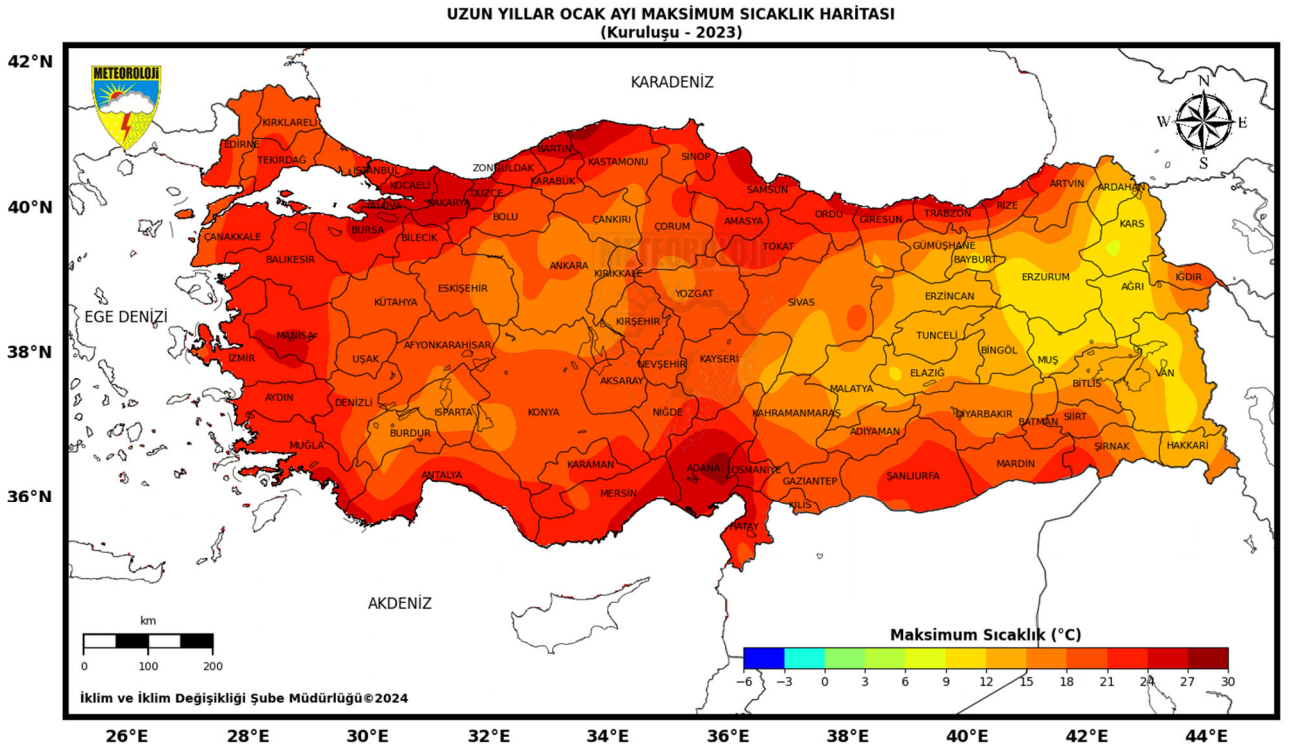 UZUN YILLAR OCAK AYI MAKSİMUM SICAKLIK HARİTASI
(Kuruluşu - 2023)
42°N
40°N
38°N
36°N
METEOROLOJİ
KARADENİZ
N
W
E
S
EGE DENİZİ
AKDENİZ
METEOROLOJİ
KIRKLARELİ
EDİRNE
TEKİRDAĞ
İSTANBUL
KOCAELİ
YALOVA
SAKARYA
DÜZCE
ZONGULDAK
BARTIN
KARABÜK
KASTAMONU
SİNOP
SAMSUN
ORDU
GİRESUN
TRABZON
RİZE
ARTVİN
ARDAHAN
KARS
ÇANAKKALE
BALIKESİR
BURSA
BİLECİK
BOLU
ÇANKIRI
ÇORUM
AMASYA
TOKAT
GÜMÜŞHANE
BAYBURT
ERZURUM
AĞRI
IĞDIR
KÜTAHYA
ESKİŞEHİR
ANKARA
KIRIKKALE
YOZGAT
SİVAS
ERZİNCAN
TUNCELİ
BİNGÖL
MUŞ
BİTLİS
VAN
MANİSA
İZMİR
UŞAK
AFYONKARAHİSAR
KIRŞEHİR
NEVŞEHİR
KAYSERİ
AKSARAY
MALATYA
ELAZIĞ
AYDIN
DENİZLİ
ISPARTA
BURDUR
KONYA
NİĞDE
KAHRAMANMARAŞ
ADIYAMAN
DİYARBAKIR
BATMAN
SİİRT
ŞIRNAK
HAKKARİ
MUĞLA
ANTALYA
KARAMAN
MERSİN
ADANA
OSMANİYE
GAZİANTEP
KİLİS
HATAY
ŞANLIURFA
MARDİN
km
0 100 200
İklim ve İklim Değişikliği Şube Müdürlüğü©2024
Maksimum Sıcaklık (°C)
−6 −3 0 3 6 9 12 15 18 21 24 27 30
26°E 28°E 30°E 32°E 34°E 36°E 38°E 40°E 42°E 44°E